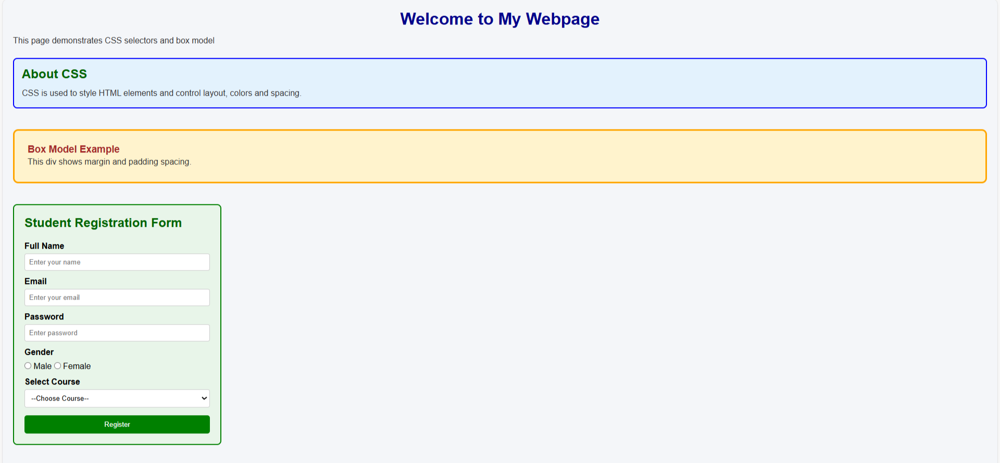 Welcome to My Webpage
This page demonstrates CSS selectors and box model
About CSS
CSS is used to style HTML elements and control layout, colors and spacing.
Box Model Example
This div shows margin and padding spacing.
Student Registration Form
Full Name
Enter your name
Email
Enter your email
Password
Enter password
Gender
Male Female
Select Course
--Choose Course--
Register